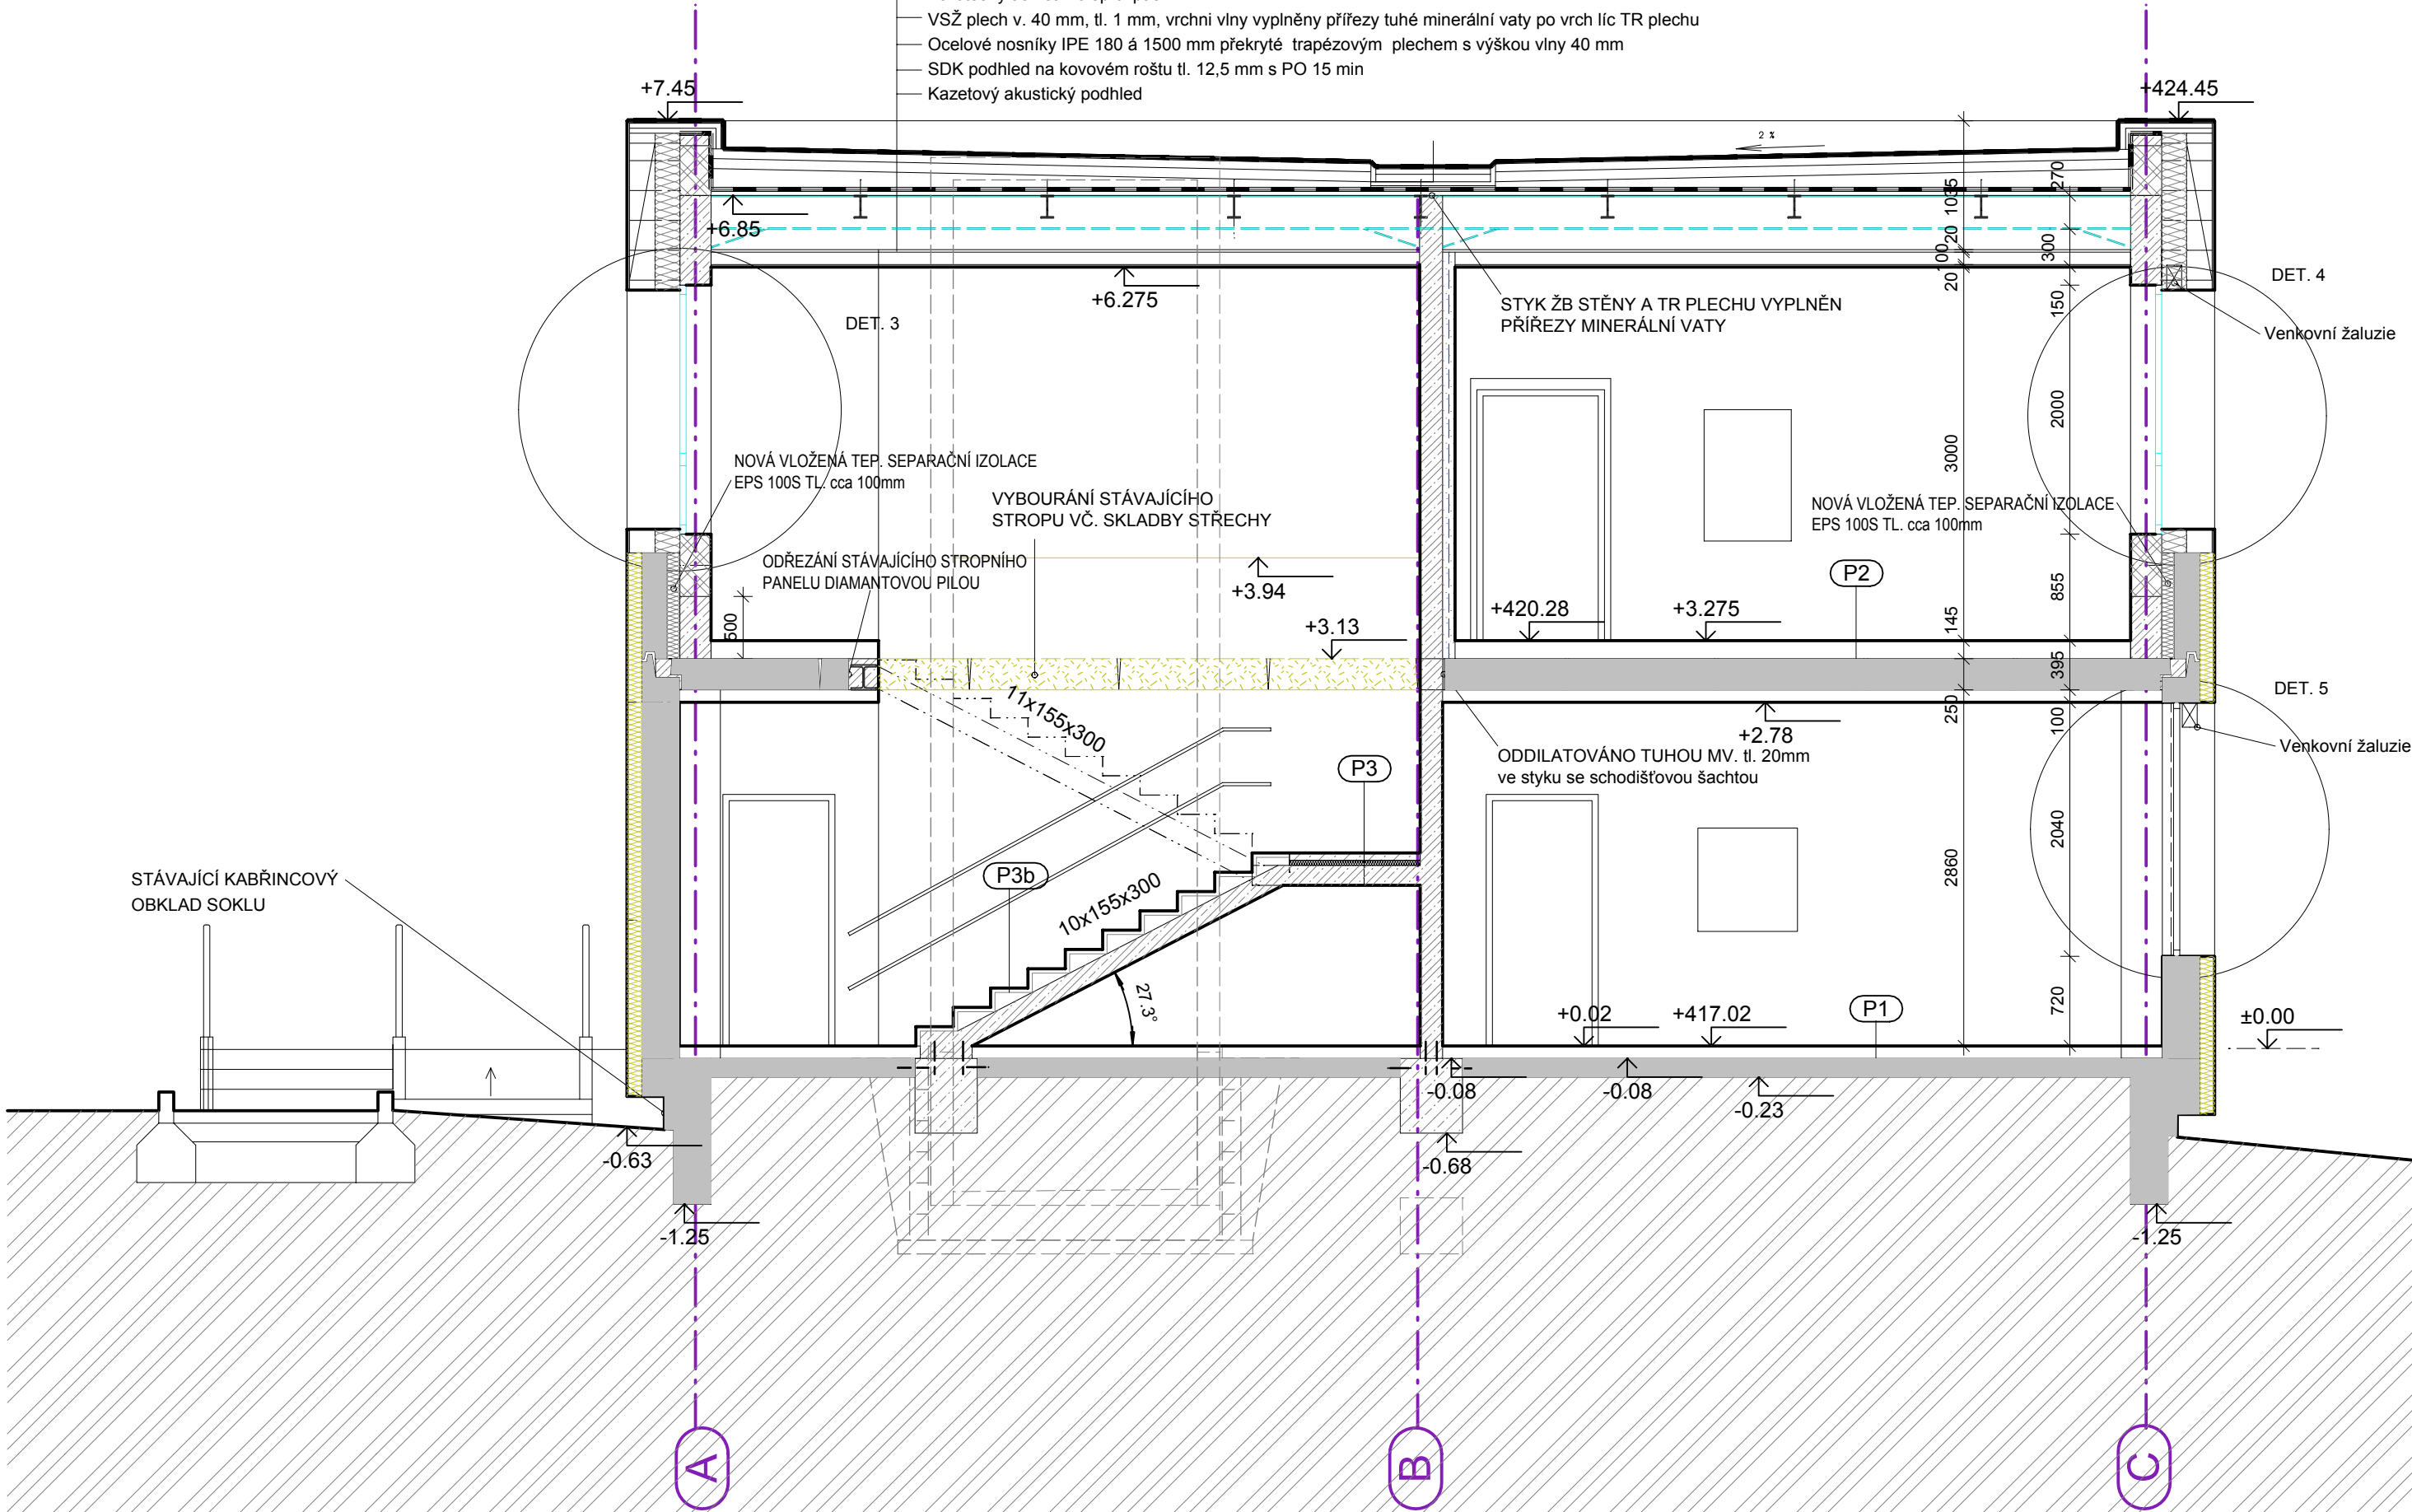 VSŽ plech v. 40 mm, tl. 1 mm, vrchni vlny vyplněny přířezy tuhé minerální vaty po vrch líc TR plechu
Ocelové nosníky IPE 180 á 1500 mm překryté trapézovým plechem s výškou vlny 40 mm
SDK podhled na kovovém roštu tl. 12,5 mm s PO 15 min
Kazetový akustický podhled
+7.45
+424.45
2 %
+6.85
1035
270
20
300
100
20
+6.275
DET. 3
STYK ŽB STĚNY A TR PLECHU VYPLNĚN
PŘÍŘEZY MINERÁLNÍ VATY
DET. 4
150
Venkovní žaluzie
2000
3000
NOVÁ VLOŽENÁ TEP. SEPARAČNÍ IZOLACE
EPS 100S TL. cca 100mm
VYBOURÁNÍ STÁVAJÍCÍHO
STROPU VČ. SKLADBY STŘECHY
NOVÁ VLOŽENÁ TEP. SEPARAČNÍ IZOLACE
EPS 100S TL. cca 100mm
ODŘEZÁNÍ STÁVAJÍCÍHO STROPNÍHO
PANELU DIAMANTOVOU PILOU
+3.94
P2
855
500
+3.13
+420.28
+3.275
145
395
250
DET. 5
11x155x300
+2.78
100
Venkovní žaluzie
ODDILATOVÁNO TUHOU MV. tl. 20mm
ve styku se schodišťovou šachtou
P3
2040
2860
STÁVAJÍCÍ KABŘINCOVÝ
OBKLAD SOKLU
P3b
10x155x300
27.3°
+0.02
+417.02
P1
720
±0.00
-0.08
-0.08
-0.23
-0.63
-0.68
-1.25
-1.25
A
B
C